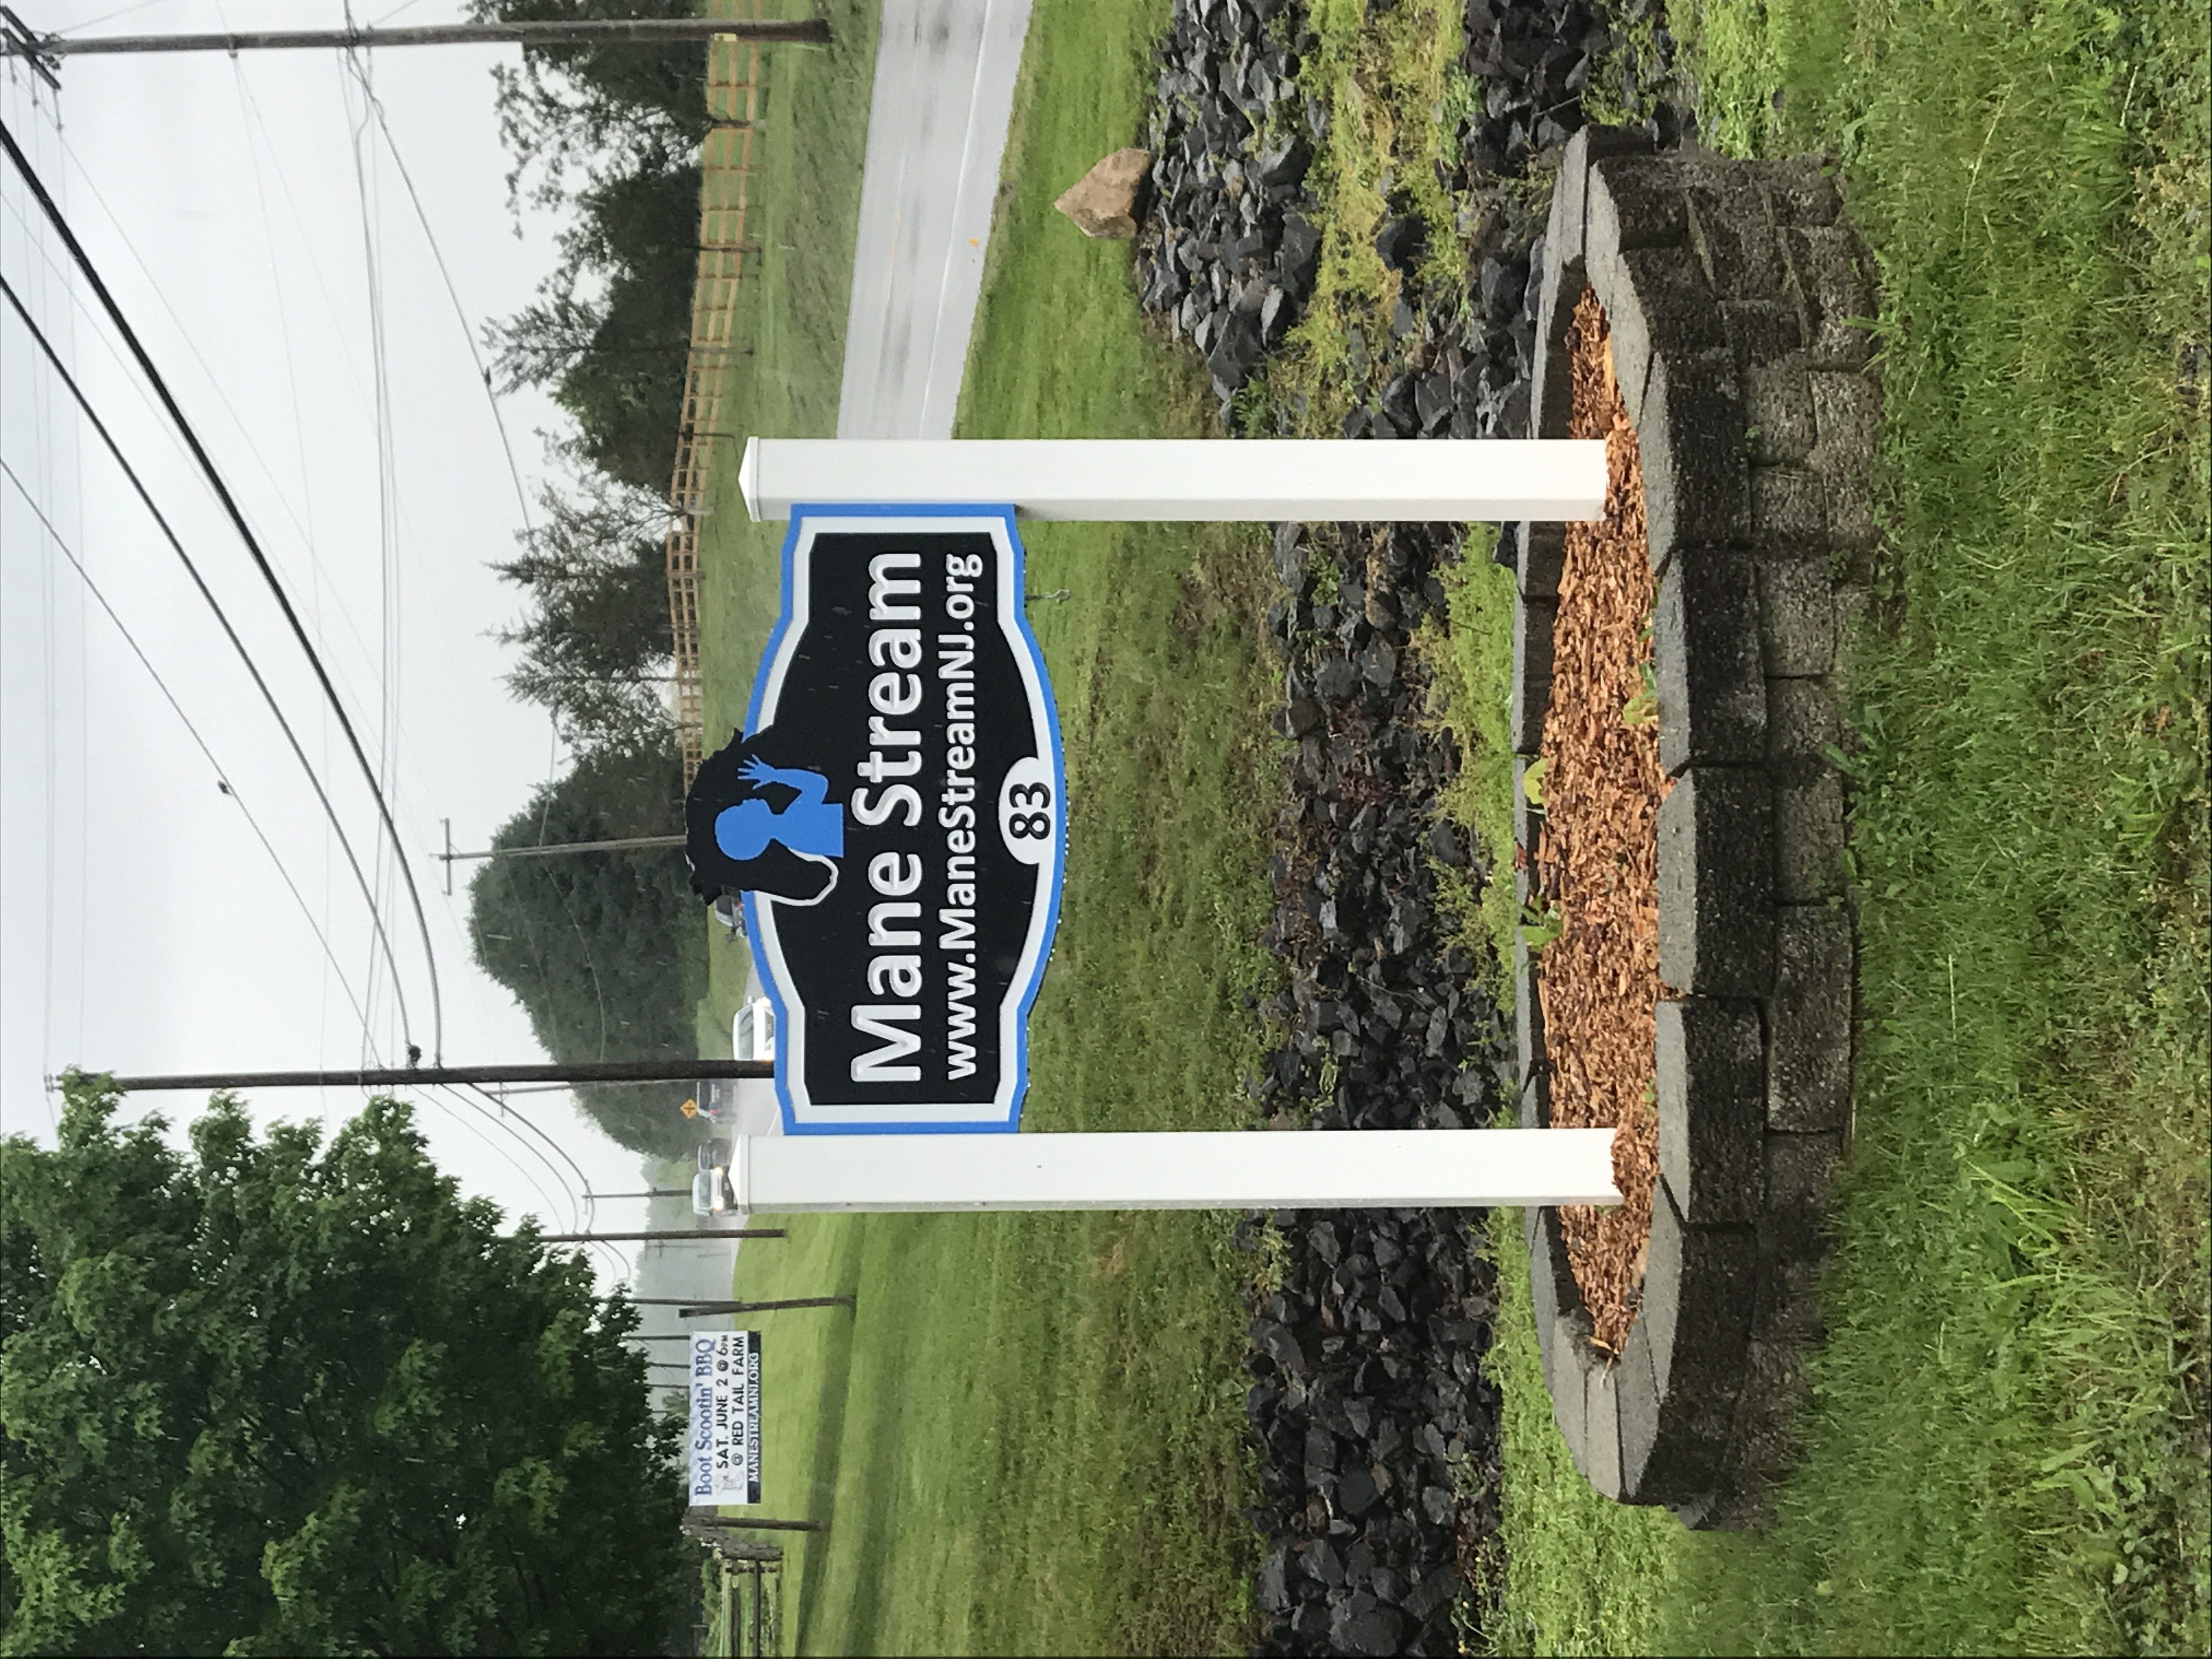 Mane Stream
www.ManeStreamNJ.org
83
Boot Scootin' BBQ
SAT. JUNE 2 @ 6PM
@ RED TAIL FARM
MANESTREAMNJ.ORG